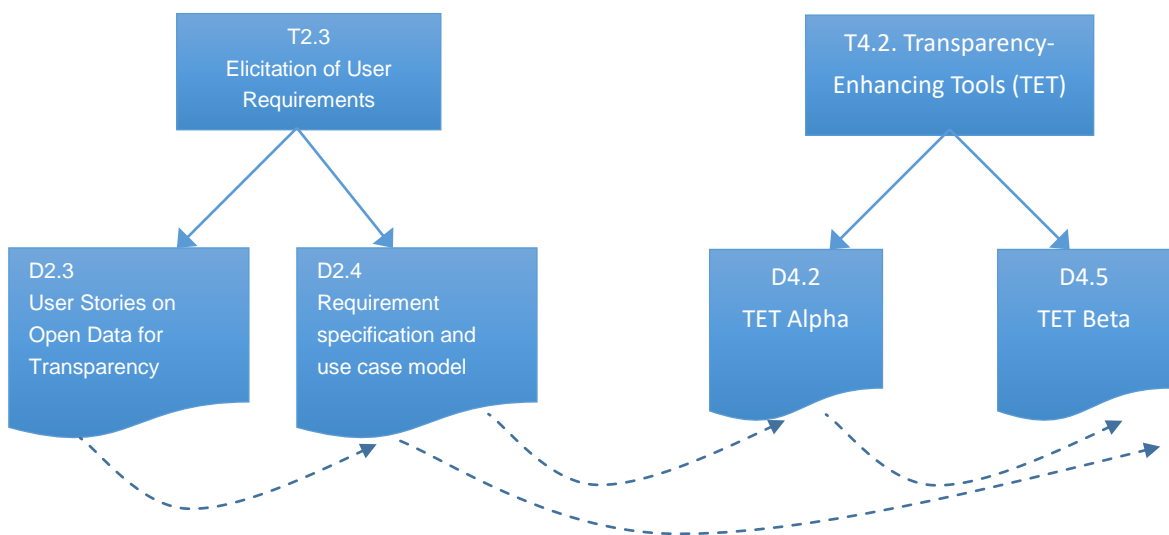 T2.3
Elicitation of User
Requirements
T4.2. Transparency-
Enhancing Tools (TET)
D2.3
User Stories on
Open Data for
Transparency
D2.4
Requirement
specification and
use case model
D4.2
TET Alpha
D4.5
TET Beta